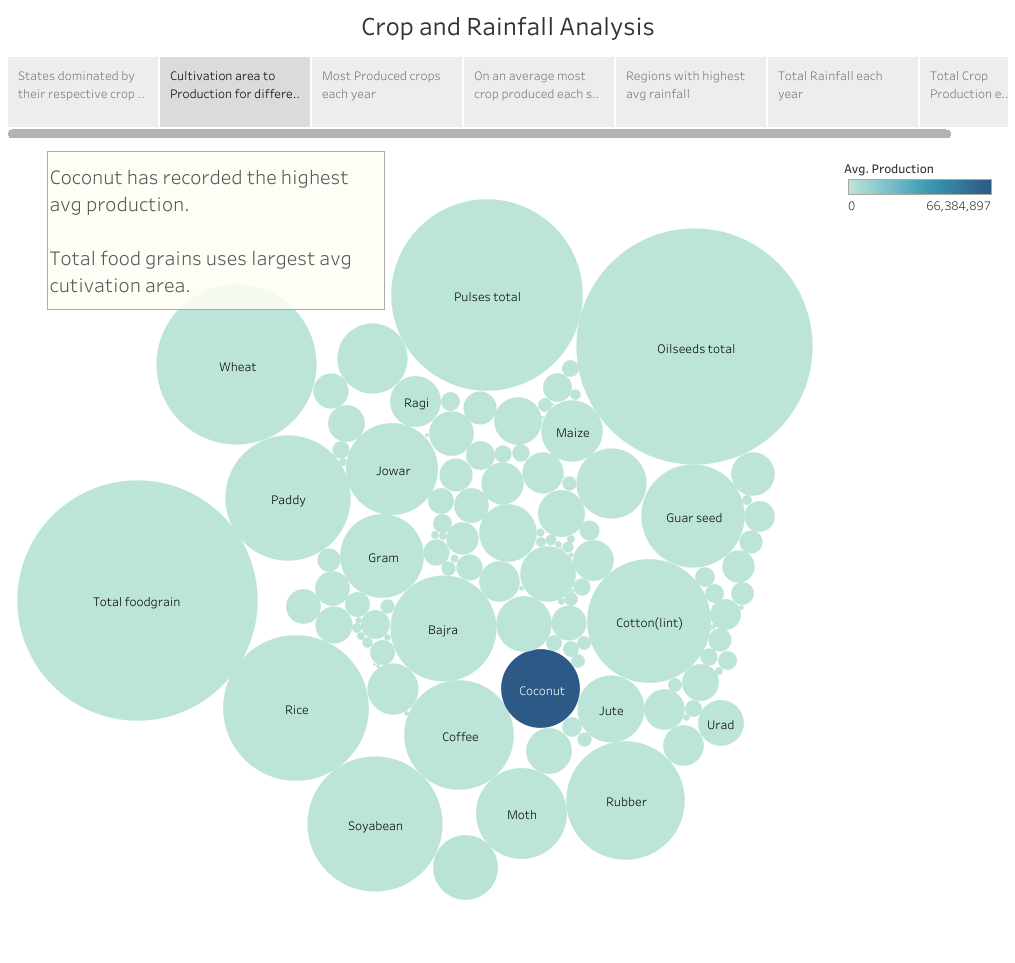 Crop and Rainfall Analysis
States dominated by
their respective crop ..
Cultivation area to
Production for differe..
Most Produced crops
each year
On an average most
crop produced each s..
Regions with highest
avg rainfall
Total Rainfall each
year
Total Crop
Production e..
Coconut has recorded the highest
avg production.
Total food grains uses largest avg
cutivation area.
Avg. Production
0
66,384,897
Pulses total
Oilseeds total
Wheat
Ragi
Maize
Jowar
Paddy
Guar seed
Gram
Total foodgrain
Bajra
Cotton(lint)
Coconut
Rice
Jute
Urad
Coffee
Rubber
Moth
Soyabean